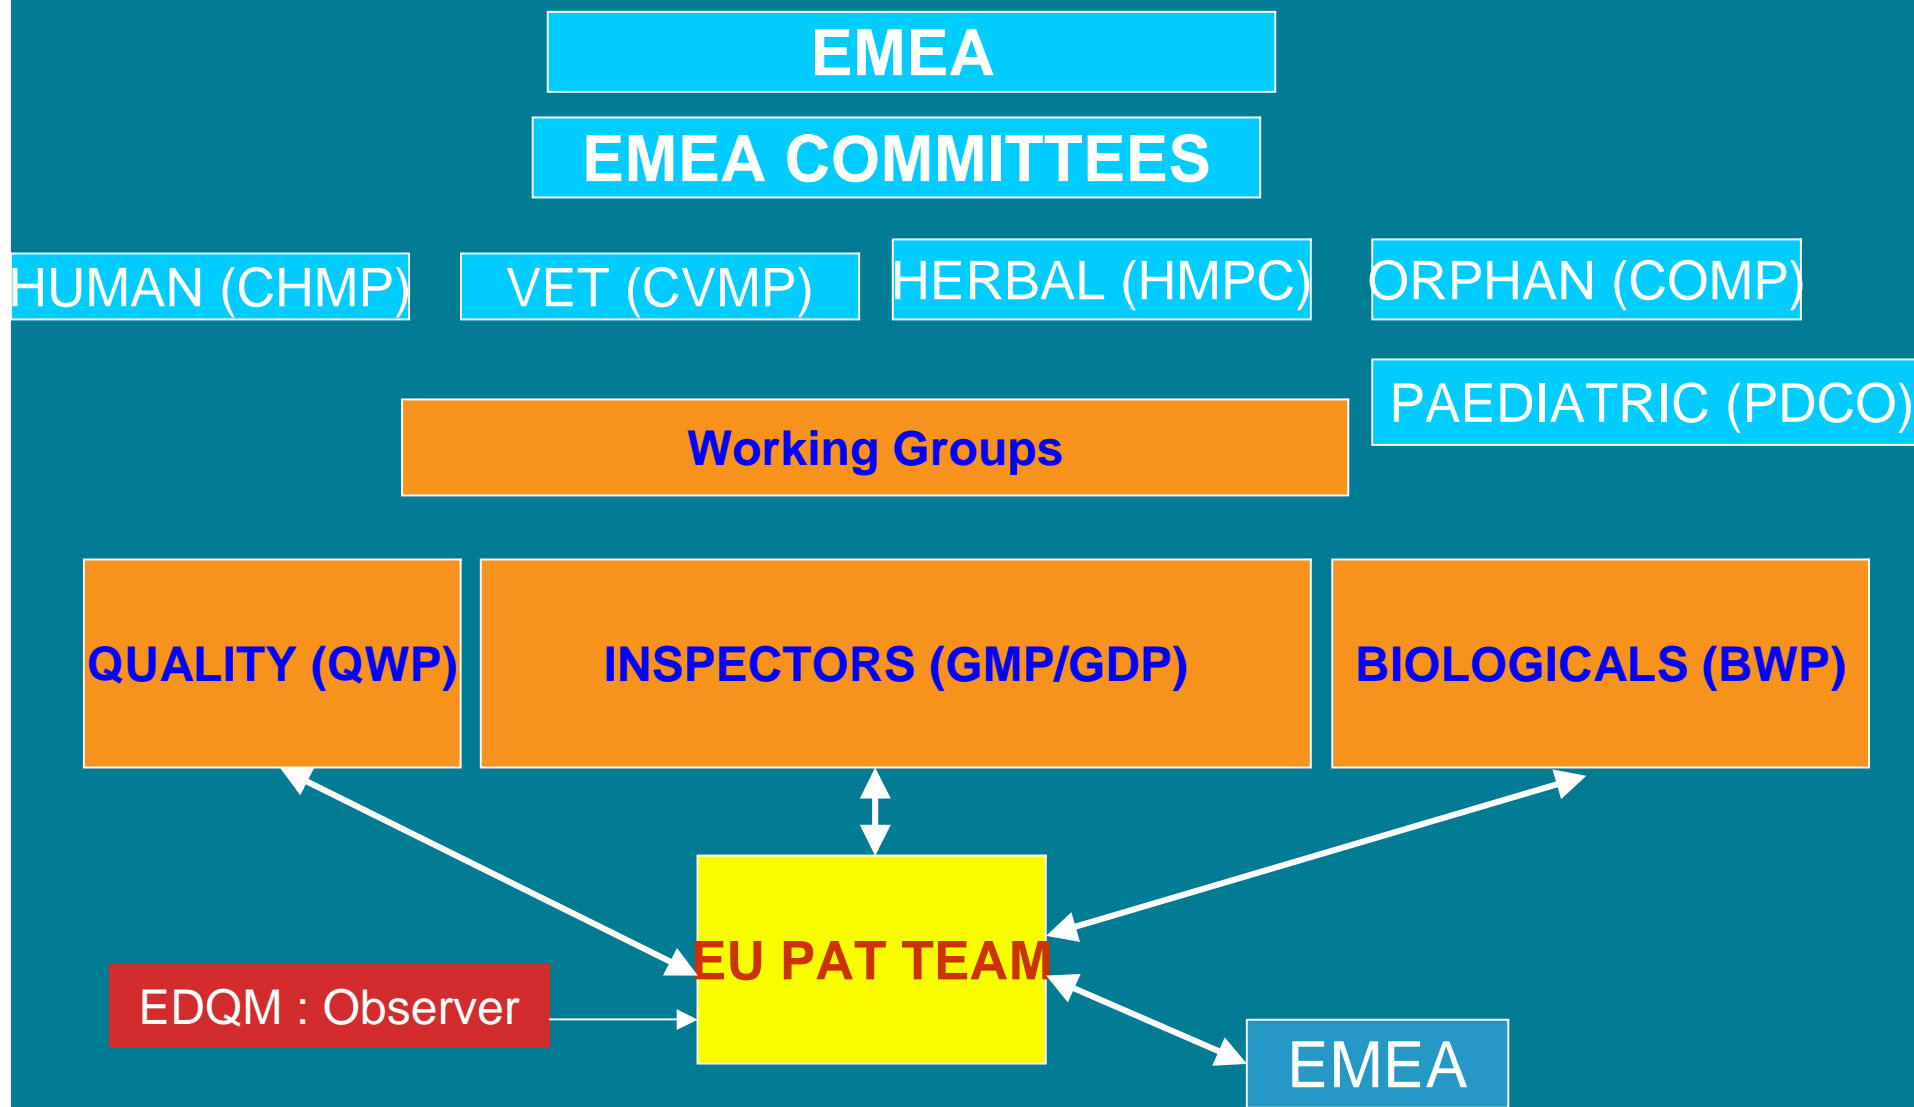 EMEA
EMEA COMMITTEES
HUMAN (CHMP)
VET (CVMP)
HERBAL (HMPC)
ORPHAN (COMP)
PAEDIATRIC (PDCO)
Working Groups
QUALITY (QWP)
INSPECTORS (GMP/GDP)
BIOLOGICALS (BWP)
EU PAT TEAM
EDQM : Observer
EMEA